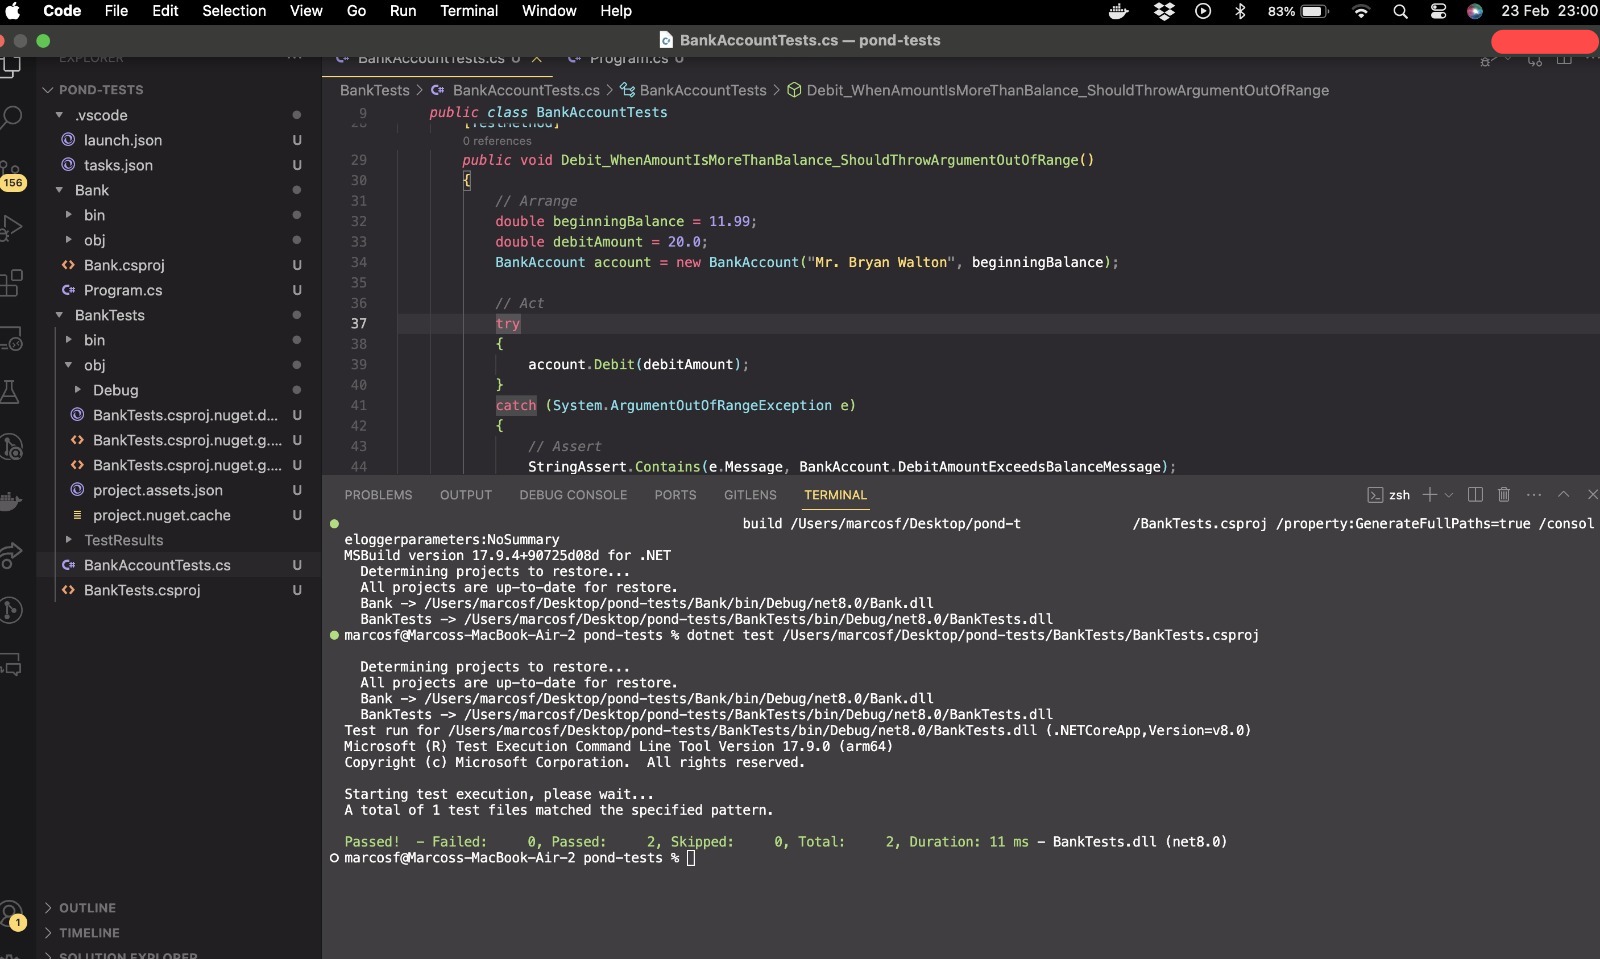 Code File Edit Selection View Go Run Terminal Window Help 83% 23 Feb 23:00
BankAccountTests.cs — pond-tests
EXPLORER
POND-TESTS
.vscode
launch.json U
tasks.json U
156
Bank
bin
obj
Bank.csproj U
Program.cs U
BankTests
bin
obj
Debug
BankTests.csproj.nuget.d... U
BankTests.csproj.nuget.g.... U
BankTests.csproj.nuget.g.... U
project.assets.json U
project.nuget.cache U
TestResults
BankAccountTests.cs U
BankTests.csproj U
1
OUTLINE
TIMELINE
SOLUTION EXPLORER
BankAccountTests.cs U Program.cs U
BankTests > BankAccountTests.cs > BankAccountTests > Debit_WhenAmountIsMoreThanBalance_ShouldThrowArgumentOutOfRange
9 public class BankAccountTests
28 [TestMethod]
0 references
29 public void Debit_WhenAmountIsMoreThanBalance_ShouldThrowArgumentOutOfRange()
30 {
31 // Arrange
32 double beginningBalance = 11.99;
33 double debitAmount = 20.0;
34 BankAccount account = new BankAccount("Mr. Bryan Walton", beginningBalance);
35
36 // Act
37 try
38 {
39 account.Debit(debitAmount);
40 }
41 catch (System.ArgumentOutOfRangeException e)
42 {
43 // Assert
44 StringAssert.Contains(e.Message, BankAccount.DebitAmountExceedsBalanceMessage);
PROBLEMS OUTPUT DEBUG CONSOLE PORTS GITLENS TERMINAL zsh
build /Users/marcosf/Desktop/pond-t /BankTests.csproj /property:GenerateFullPaths=true /consol
eloggerparameters:NoSummary
MSBuild version 17.9.4+90725d08d for .NET
Determining projects to restore...
All projects are up-to-date for restore.
Bank -> /Users/marcosf/Desktop/pond-tests/Bank/bin/Debug/net8.0/Bank.dll
BankTests -> /Users/marcosf/Desktop/pond-tests/BankTests/bin/Debug/net8.0/BankTests.dll
marcosf@Marcoss-MacBook-Air-2 pond-tests % dotnet test /Users/marcosf/Desktop/pond-tests/BankTests/BankTests.csproj
Determining projects to restore...
All projects are up-to-date for restore.
Bank -> /Users/marcosf/Desktop/pond-tests/Bank/bin/Debug/net8.0/Bank.dll
BankTests -> /Users/marcosf/Desktop/pond-tests/BankTests/bin/Debug/net8.0/BankTests.dll
Test run for /Users/marcosf/Desktop/pond-tests/BankTests/bin/Debug/net8.0/BankTests.dll (.NETCoreApp,Version=v8.0)
Microsoft (R) Test Execution Command Line Tool Version 17.9.0 (arm64)
Copyright (c) Microsoft Corporation. All rights reserved.
Starting test execution, please wait...
A total of 1 test files matched the specified pattern.
Passed! - Failed: 0, Passed: 2, Skipped: 0, Total: 2, Duration: 11 ms - BankTests.dll (net8.0)
marcosf@Marcoss-MacBook-Air-2 pond-tests %